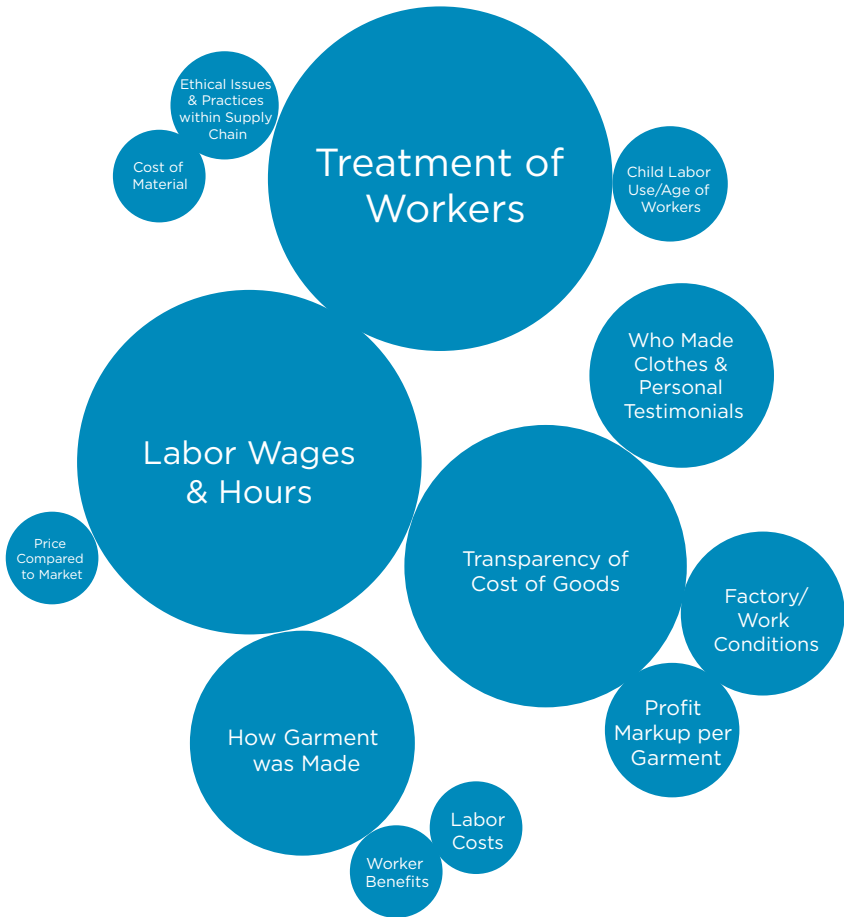 Ethical Issues
& Practices
within Supply
Chain
Cost of
Material
Treatment of
Workers
Child Labor
Use/Age of
Workers
Who Made
Clothes &
Personal
Testimonials
Labor Wages
& Hours
Price
Compared
to Market
Transparency of
Cost of Goods
Factory/
Work
Conditions
Profit
Markup per
Garment
How Garment
was Made
Labor
Costs
Worker
Benefits